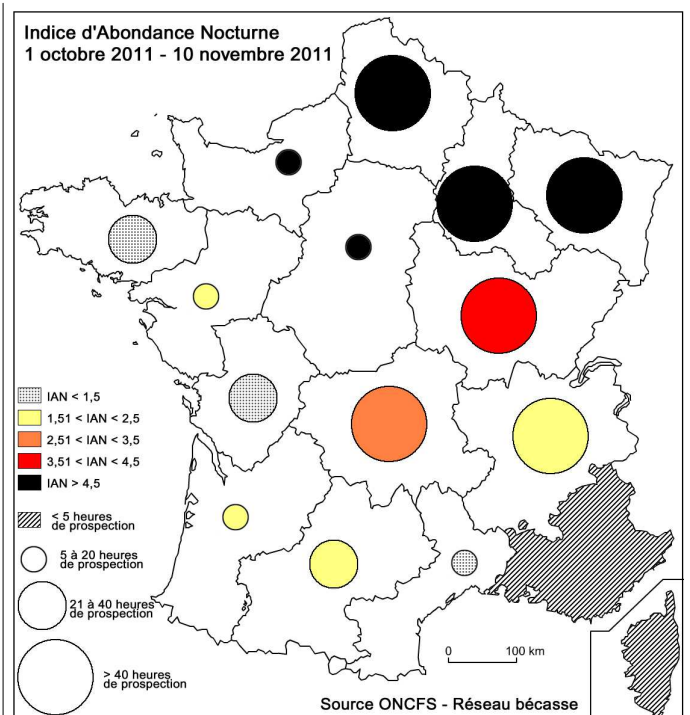 Indice d'Abondance Nocturne
1 octobre 2011 - 10 novembre 2011
IAN < 1,5
1,51 < IAN < 2,5
2,51 < IAN < 3,5
3,51 < IAN < 4,5
IAN > 4,5
< 5 heures
de prospection
5 à 20 heures
de prospection
21 à 40 heures
de prospection
> 40 heures
de prospection
0 100 km
Source ONCFS - Réseau bécasse